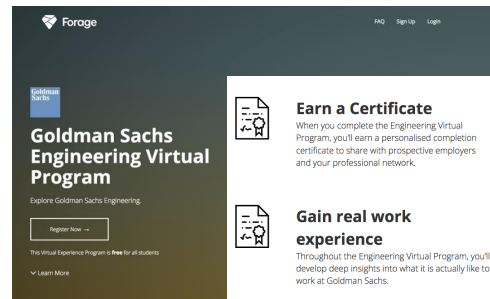 Forage
FAQ Sign Up Login
Goldman
Sachs
Goldman Sachs
Engineering Virtual
Program
Explore Goldman Sachs Engineering.
Register Now →
This Virtual Experience Program is free for all students
Learn More
Earn a Certificate
When you complete the Engineering Virtual
Program, you'll earn a personalised completion
certificate to share with prospective employers
and your professional network.
Gain real work
experience
Throughout the Engineering Virtual Program, you'll
develop deep insights into what it is actually like to
work at Goldman Sachs.